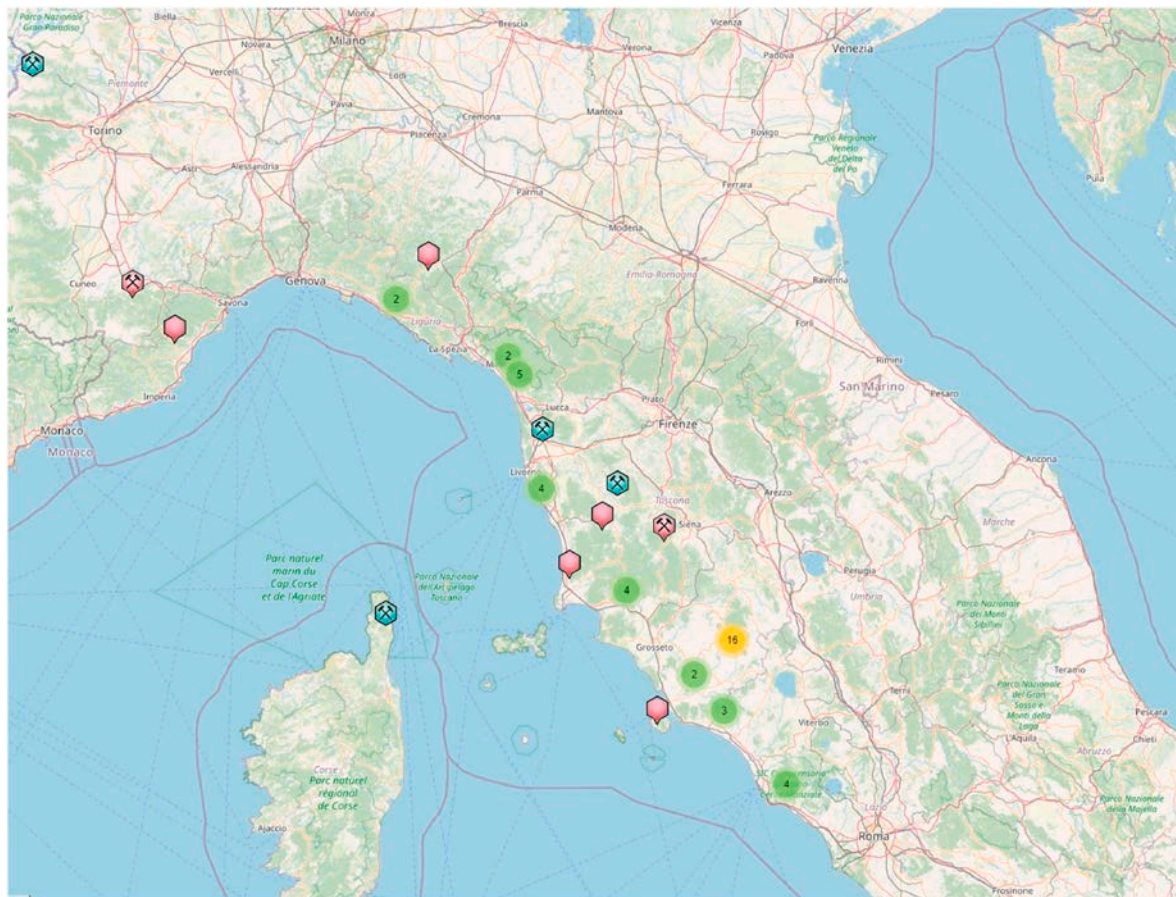 Parco Nazionale
Gran Paradiso
Biella
Monza
Milano
Novara
Vercelli
Lodi
Piemonte
Pavia
Torino
Asti
Alessandria
Piacenza
Cremona
Brescia
Verona
Vicenza
Padova
Venezia
Mantova
Rovigo
Parco Regionale
Veneto
del Delta
del Po
Pula
Parma
Ferrara
Modena
Emilia-Romagna
Ravenna
Cuneo
Savona
Genova
2
Liguria
La Spezia
Forlì
Rimini
San Marino
Pesaro
Imperia
Monaco
Monaco
2
5
Lucca
Prato
Firenze
Ancona
Livorno
4
Toscana
Arezzo
Siena
Marche
Parc naturel
marin du
Cap Corse
et de l'Agriate
Parco Nazionale
dell'Arcipelago
Toscano
4
Perugia
Umbria
Parco Nazionale
dei Monti
Sibillini
16
Grosseto
2
3
Teramo
Terni
Parco Nazionale
del Gran
Sasso e
Monti della
Laga
Pescara
Chieti
Viterbo
L'Aquila
Abruzzo
Corse
Parc naturel
régional
de Corse
4
Parco Nazionale
della Majella
Ajaccio
Lazio
Roma
Frosinone